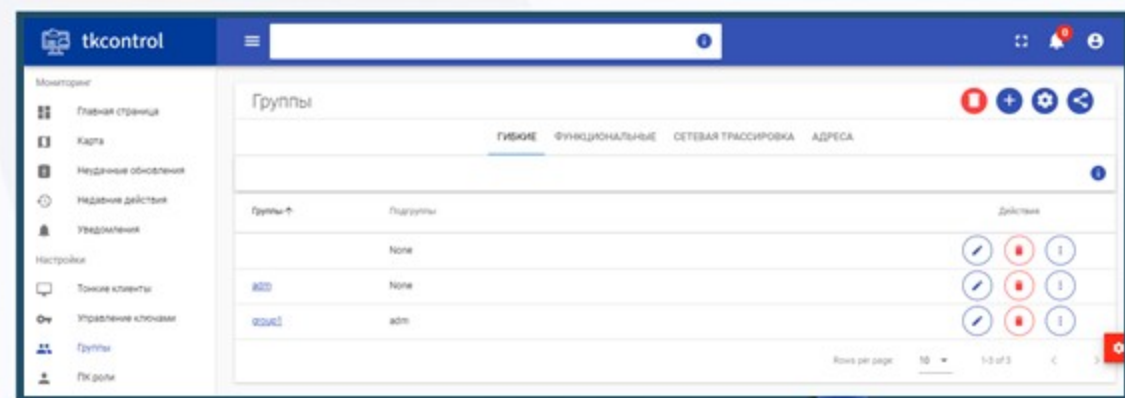 tkcontrol
0
Мониторинг
Главная страница
Карта
Неудачные обновления
Недавние действия
Уведомления
Настройки
Тонкие клиенты
Управление ключами
Группы
ПК роли
Группы
ГИБКИЕ ФУНКЦИОНАЛЬНЫЕ СЕТЕВАЯ ТРАССИРОВКА АДРЕСА
Группы Подгруппы Действия
None
adm None
group1 adm
Rows per page: 10 1-3 of 3